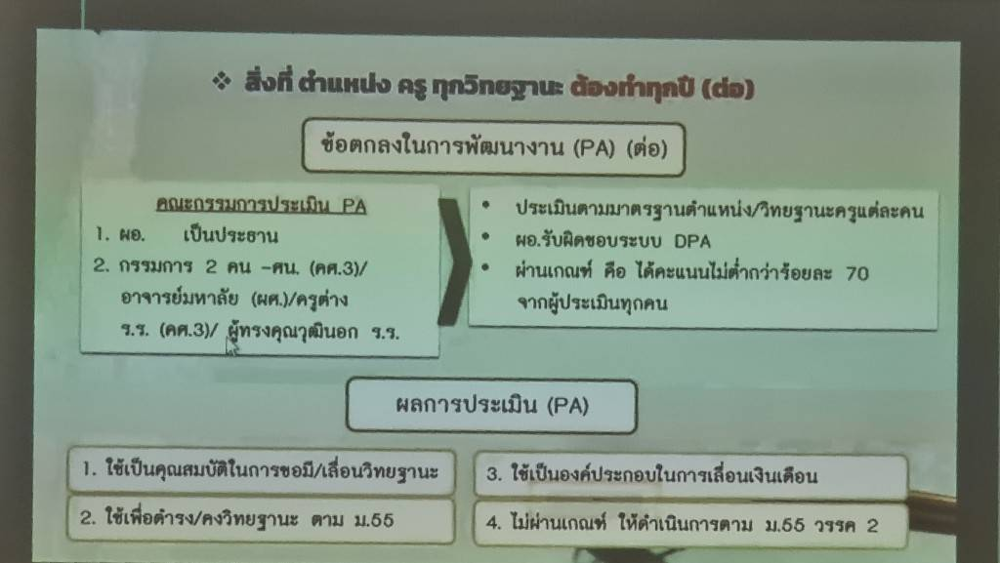 ❖ สิ่งที่ ตำแหน่ง ครู ทุกวิทยฐานะ ต้องทำทุกปี (ต่อ)
ข้อตกลงในการพัฒนางาน (PA) (ต่อ)
คณะกรรมการประเมิน PA
1. ผอ. เป็นประธาน
2. กรรมการ 2 คน -ศน. (คศ.3)/
อาจารย์มหาลัย (ผศ.)/ครูต่าง
ร.ร. (คศ.3)/ ผู้ทรงคุณวุฒินอก ร.ร.
• ประเมินตามมาตรฐานตำแหน่ง/วิทยฐานะครูแต่ละคน
• ผอ.รับผิดชอบระบบ DPA
• ผ่านเกณฑ์ คือ ได้คะแนนไม่ต่ำกว่าร้อยละ 70
จากผู้ประเมินทุกคน
ผลการประเมิน (PA)
1. ใช้เป็นคุณสมบัติในการขอมี/เลื่อนวิทยฐานะ
2. ใช้เพื่อดำรง/คงวิทยฐานะ ตาม ม.55
3. ใช้เป็นองค์ประกอบในการเลื่อนเงินเดือน
4. ไม่ผ่านเกณฑ์ ให้ดำเนินการตาม ม.55 วรรค 2